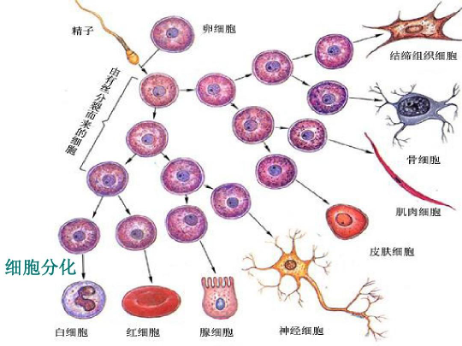 精子
卵细胞
结缔组织细胞
由有丝分裂而来的细胞
骨细胞
肌肉细胞
皮肤细胞
细胞分化
白细胞
红细胞
腺细胞
神经细胞